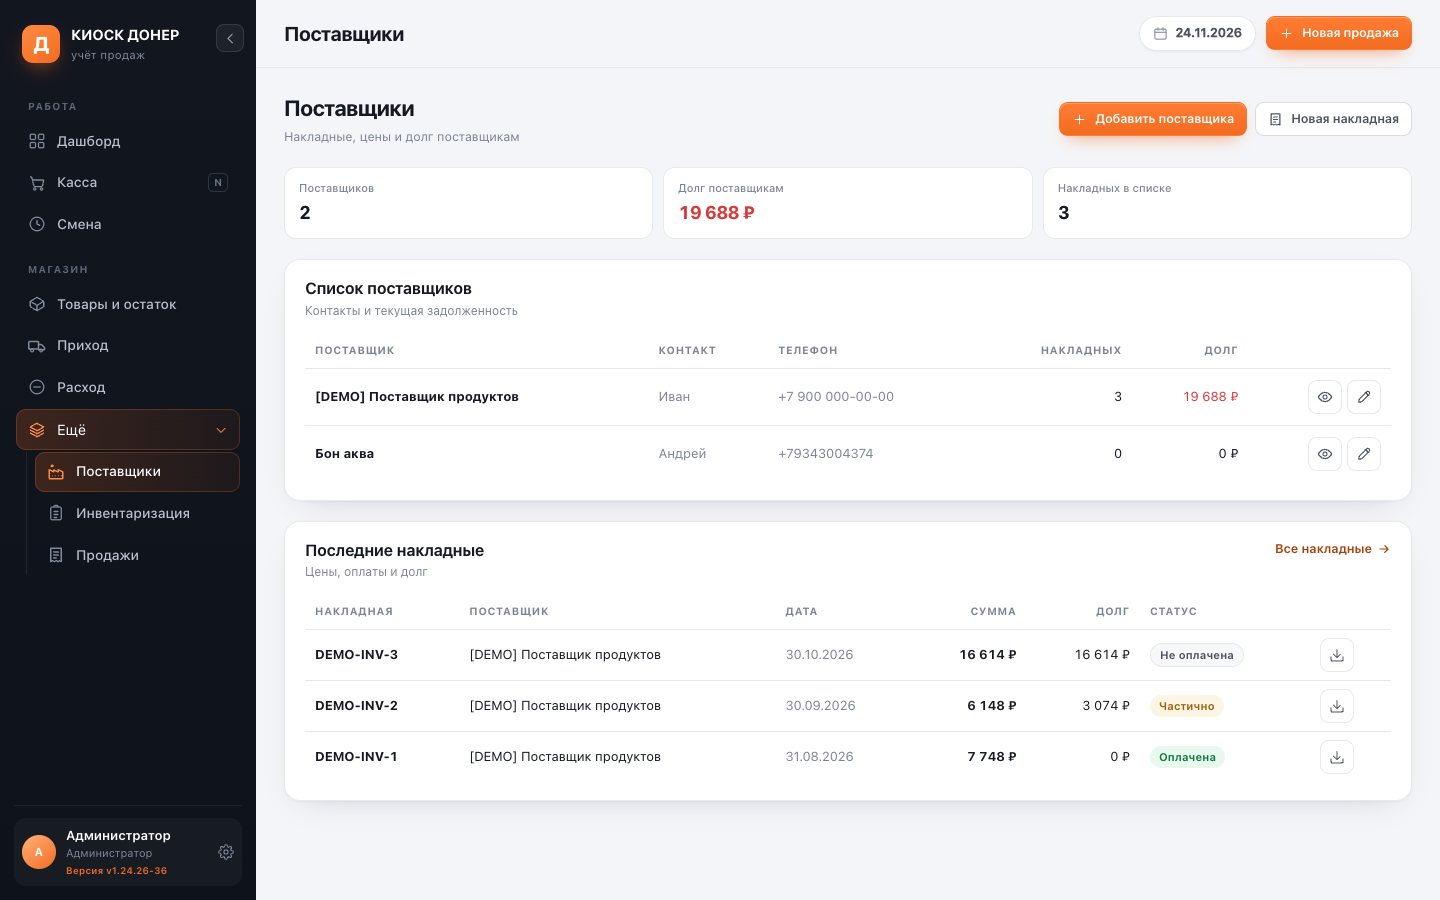 Д
КИОСК ДОНЕР
учёт продаж
РАБОТА
Дашборд
Касса
N
Смена
МАГАЗИН
Товары и остаток
Приход
Расход
Ещё
Поставщики
Инвентаризация
Продажи
А
Администратор
Администратор
Версия v1.24.26-36
Поставщики
24.11.2026
Новая продажа
Поставщики
Накладные, цены и долг поставщикам
Добавить поставщика
Новая накладная
Поставщиков
2
Долг поставщикам
19 688 ₽
Накладных в списке
3
Список поставщиков
Контакты и текущая задолженность
ПОСТАВЩИК КОНТАКТ ТЕЛЕФОН НАКЛАДНЫХ ДОЛГ
[DEMO] Поставщик продуктов Иван +7 900 000-00-00 3 19 688 ₽
Бон аква Андрей +79343004374 0 0 ₽
Последние накладные
Цены, оплаты и долг
Все накладные →
НАКЛАДНАЯ ПОСТАВЩИК ДАТА СУММА ДОЛГ СТАТУС
DEMO-INV-3 [DEMO] Поставщик продуктов 30.10.2026 16 614 ₽ 16 614 ₽ Не оплачена
DEMO-INV-2 [DEMO] Поставщик продуктов 30.09.2026 6 148 ₽ 3 074 ₽ Частично
DEMO-INV-1 [DEMO] Поставщик продуктов 31.08.2026 7 748 ₽ 0 ₽ Оплачена